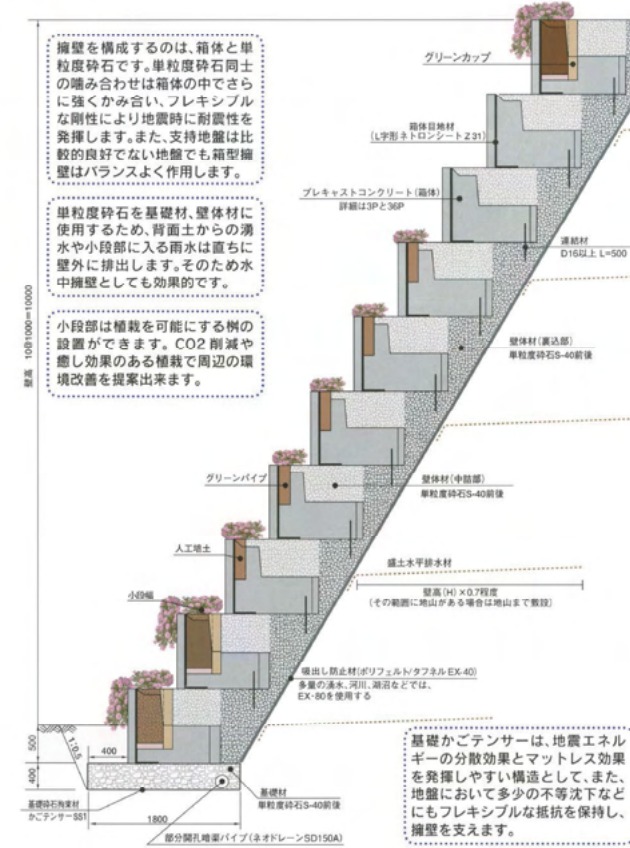 擁壁を構成するのは、箱体と単
粒度砕石です。単粒度砕石同士
の噛み合わせは箱体の中でさら
に強くかみ合い、フレキシブル
な剛性により地震時に耐震性を
発揮します。また、支持地盤は比
較的良好でない地盤でも箱型擁
壁はバランスよく作用します。
単粒度砕石を基礎材、壁体材に
使用するため、背面土からの湧
水や小段部に入る雨水は直ちに
壁外に排出します。そのため水
中擁壁としても効果的です。
小段部は植栽を可能にする桝の
設置ができます。CO2削減や
癒し効果のある植栽で周辺の環
境改善を提案出来ます。
グリーンカップ
箱体目地材
(L字形ネトロンシートZ31)
プレキャストコンクリート(箱体)
詳細は3Pと36P
連結材
D16以上 L=500
壁高 10@1000=10000
壁体材(裏込部)
単粒度砕石S-40前後
グリーンパイプ
壁体材(中詰部)
単粒度砕石S-40前後
人工培土
盛土水平排水材
壁高(H)×0.7程度
(その範囲に地山がある場合は地山まで敷設)
小段幅
吸出し防止材(ポリフェルト/タフネルEX-40)
多量の湧水、河川、湖沼などでは、
EX-80を使用する
500
1:0.5
400
400
基礎砕石拘束材
かごテンサーSS1
1800
基礎材
単粒度砕石S-40前後
部分開孔暗渠パイプ(ネオドレーンSD150A)
基礎かごテンサーは、地震エネル
ギーの分散効果とマットレス効果
を発揮しやすい構造として、また、
地盤において多少の不等沈下など
にもフレキシブルな抵抗を保持し、
擁壁を支えます。